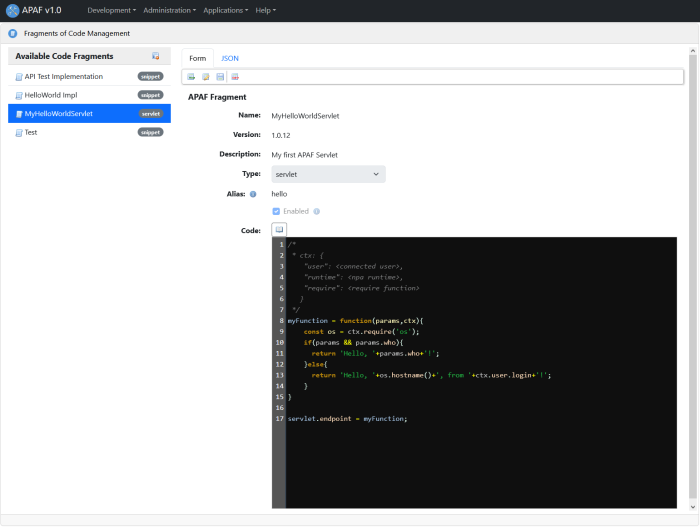 APAF v1.0 Development Administration Applications Help
Fragments of Code Management
Available Code Fragments
API Test Implementation snippet
HelloWorld Impl snippet
MyHelloWorldServlet servlet
Test snippet
Form JSON
APAF Fragment
Name: MyHelloWorldServlet
Version: 1.0.12
Description: My first APAF Servlet
Type: servlet
Alias: hello
Enabled
Code:
1 /*
2 * ctx: {
3 "user": <connected user>,
4 "runtime": <npa runtime>,
5 "require": <require function>
6 }
7 */
8 myFunction = function(params,ctx){
9 const os = ctx.require('os');
10 if(params && params.who){
11 return 'Hello, '+params.who+'!';
12 }else{
13 return 'Hello, '+os.hostname()+', from '+ctx.user.login+'!';
14 }
15 }
16
17 servlet.endpoint = myFunction;